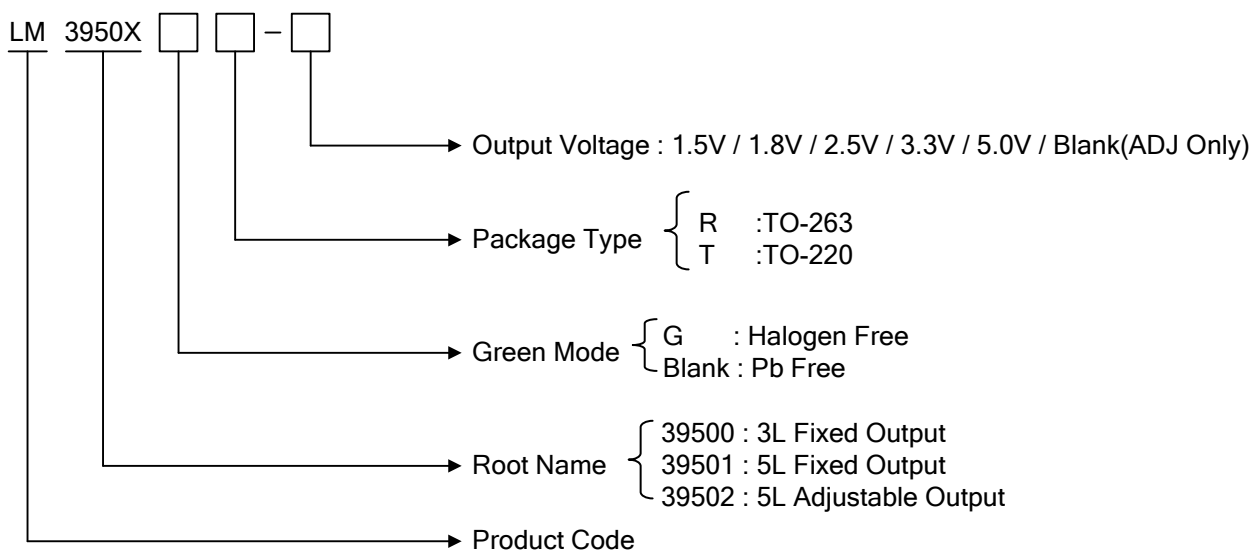 LM 3950X –
Output Voltage : 1.5V / 1.8V / 2.5V / 3.3V / 5.0V / Blank(ADJ Only)
Package Type
R :TO-263
T :TO-220
Green Mode
G : Halogen Free
Blank : Pb Free
Root Name
39500 : 3L Fixed Output
39501 : 5L Fixed Output
39502 : 5L Adjustable Output
Product Code